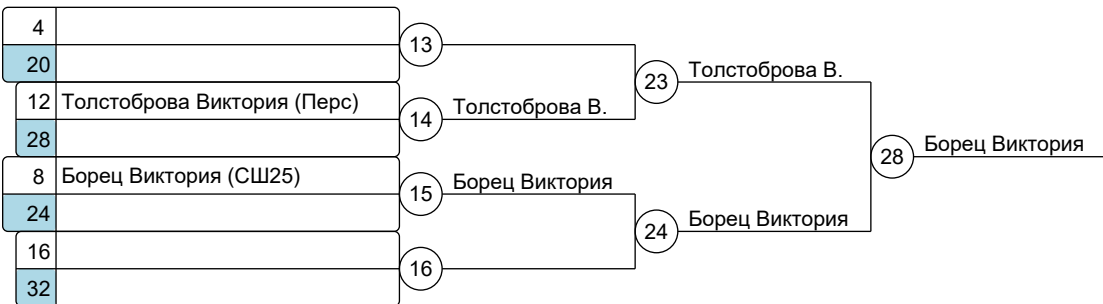 4
13
20
23 Толстоброва В.
12 Толстоброва Виктория (Перс)
14 Толстоброва В.
28
28 Борец Виктория
8 Борец Виктория (СШ25)
15 Борец Виктория
24
24 Борец Виктория
16
16
32